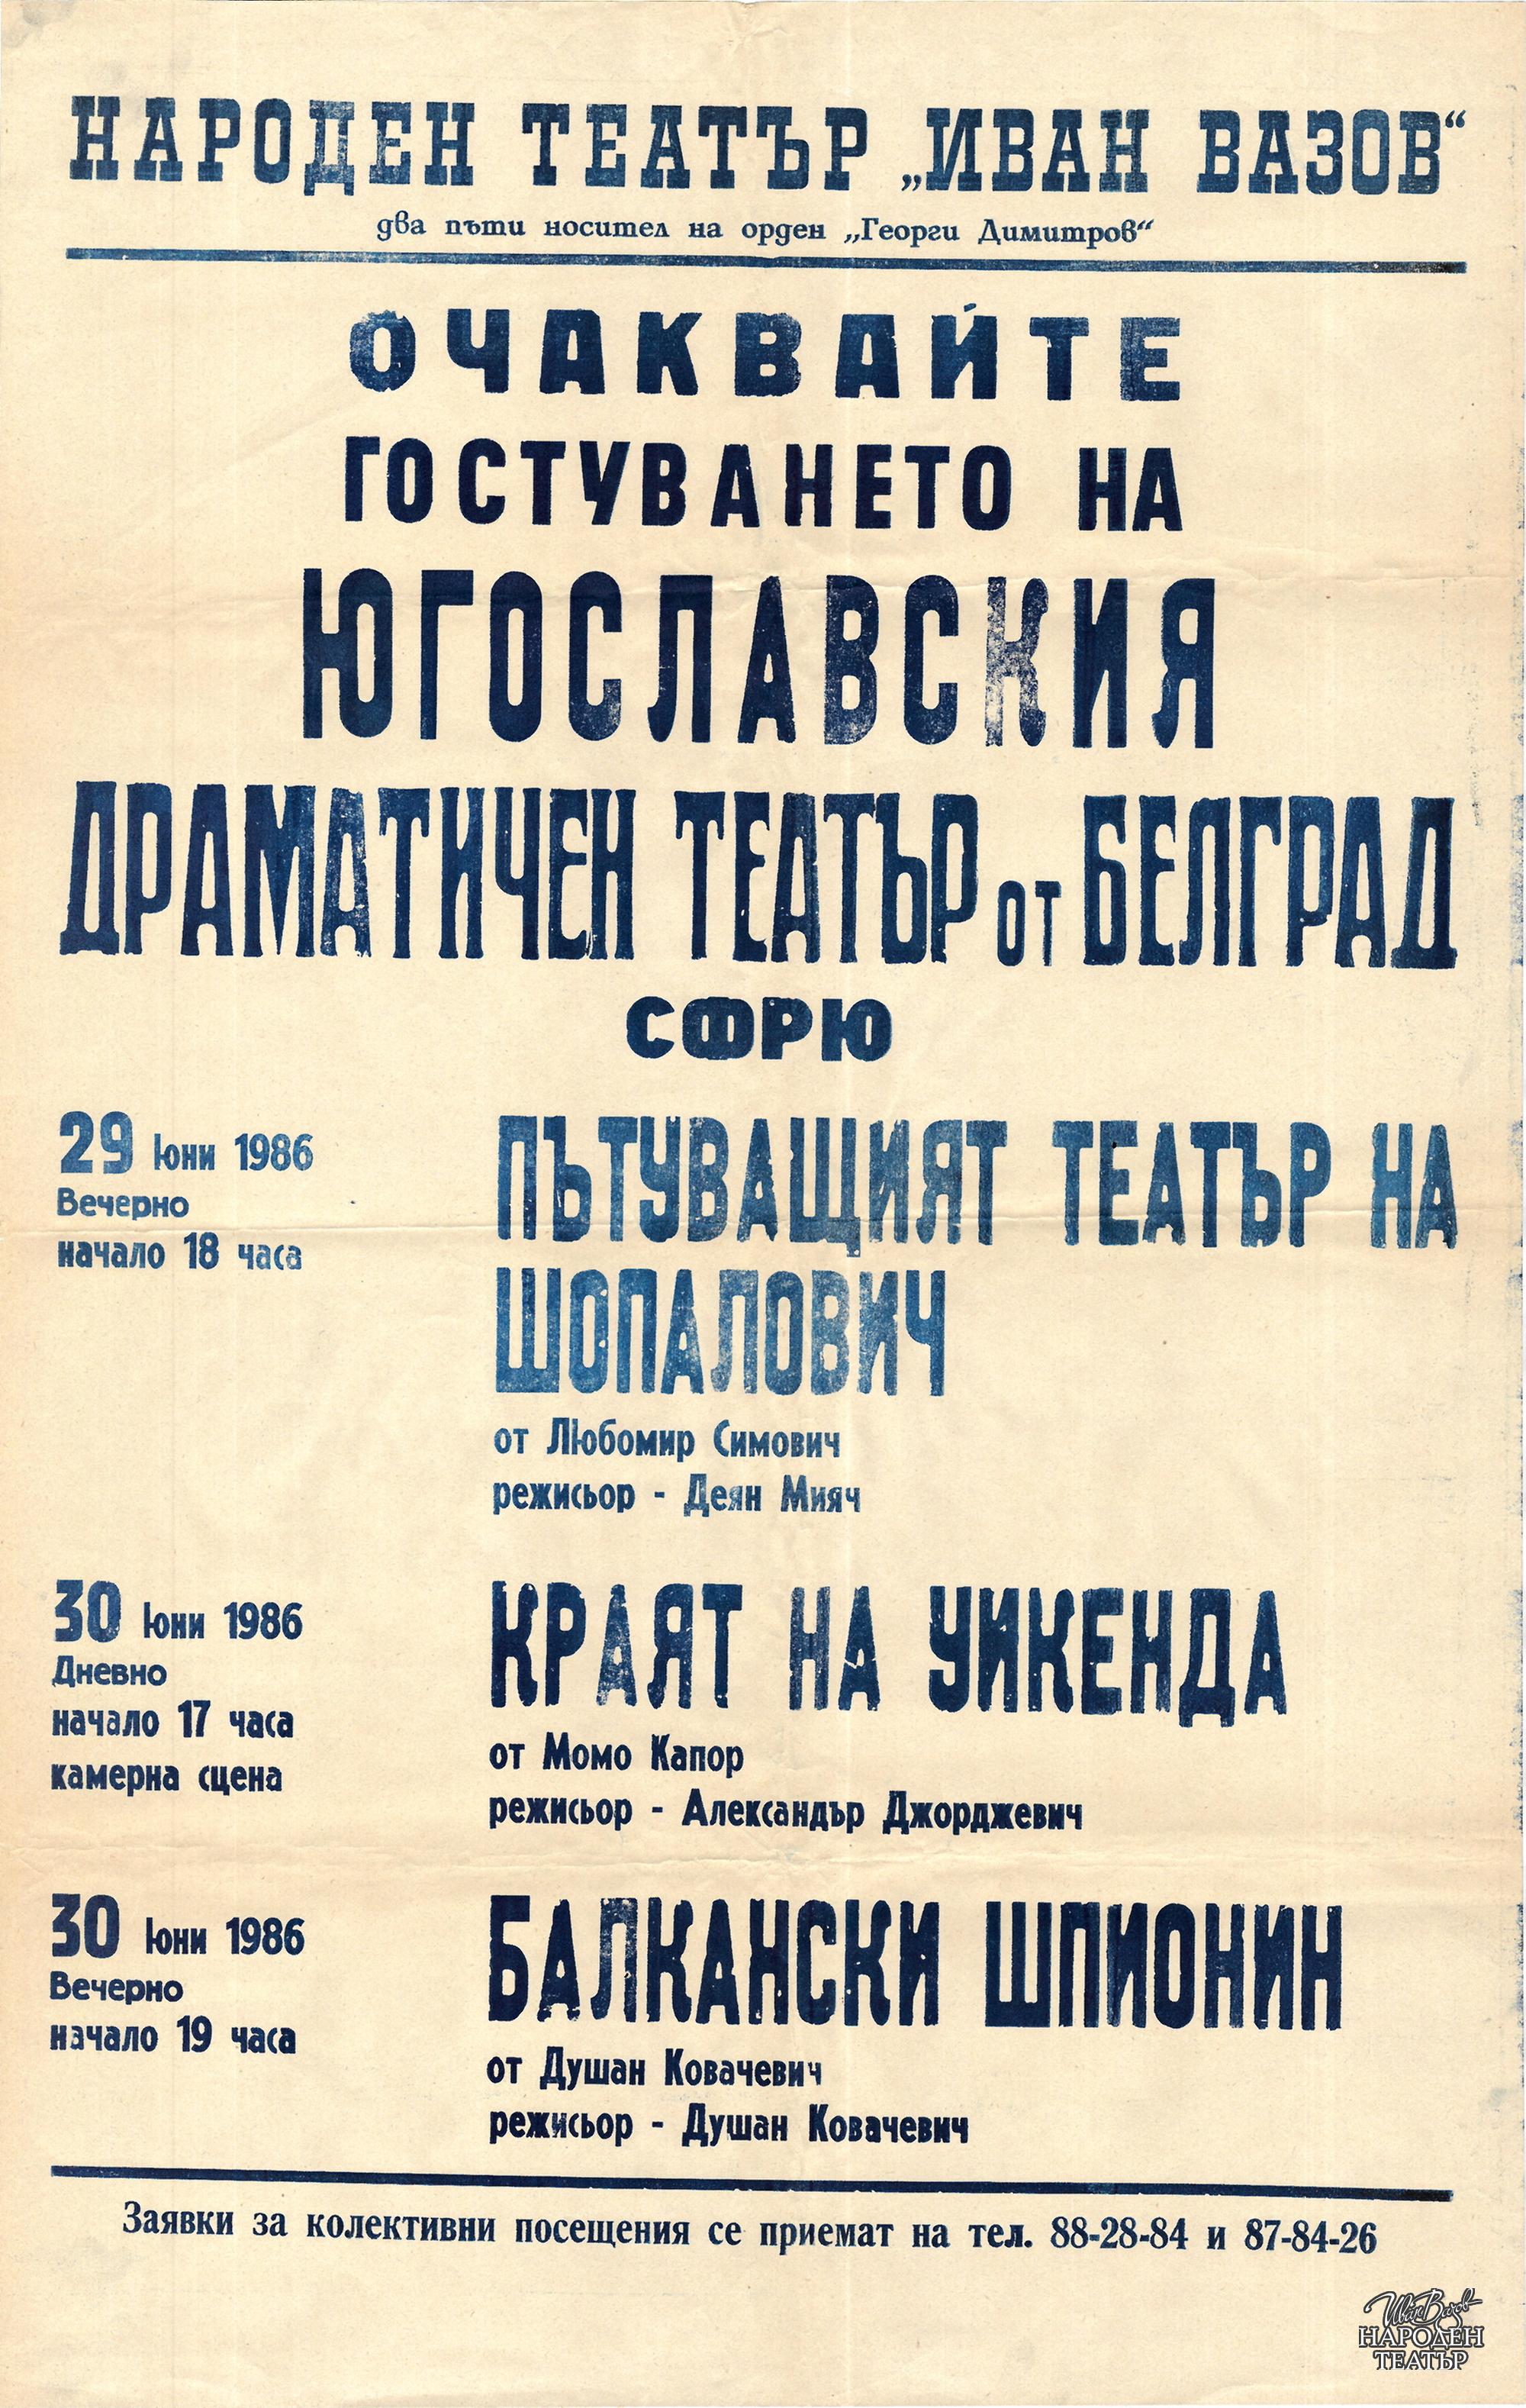 НАРОДЕН ТЕАТЪР „ИВАН ВАЗОВ“
два пъти носител на орден „Георги Димитров“
ОЧАКВАЙТЕ
ГОСТУВАНЕТО НА
ЮГОСЛАВСКИЯ
ДРАМАТИЧЕН ТЕАТЪР ОТ БЕЛГРАД
СФРЮ
29 Юни 1986
Вечерно
начало 18 часа
ПЪТУВАЩИЯТ ТЕАТЪР НА
ШОПАЛОВИЧ
от Любомир Симович
режисьор - Деян Мияч
30 Юни 1986
Дневно
начало 17 часа
камерна сцена
КРАЯТ НА УИКЕНДА
от Момо Капор
режисьор - Александър Джорджевич
30 Юни 1986
Вечерно
начало 19 часа
БАЛКАНСКИ ШПИОНИН
от Душан Ковачевич
режисьор - Душан Ковачевич
Заявки за колективни посещения се приемат на тел. 88-28-84 и 87-84-26
Иван Вазов
НАРОДЕН
ТЕАТЪР